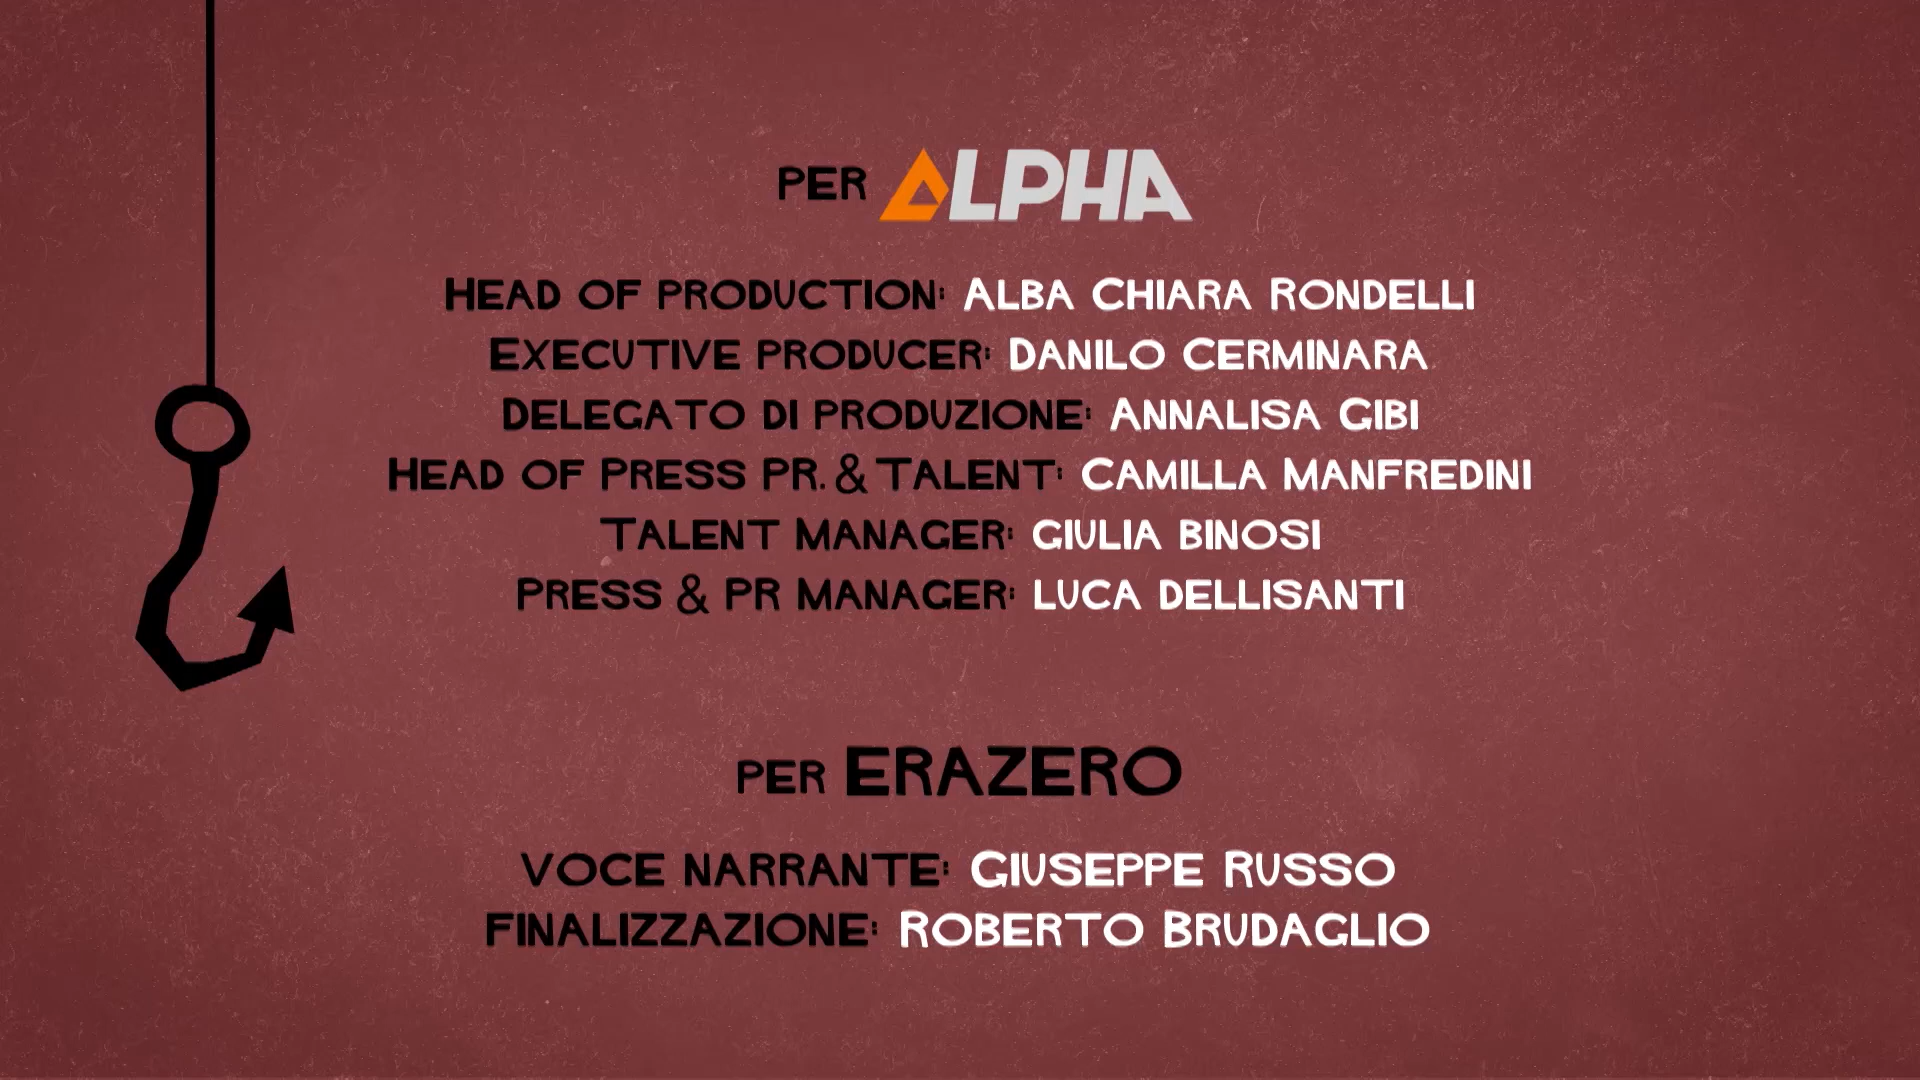 PER ALPHA
HEAD OF PRODUCTION: ALBA CHIARA RONDELLI
EXECUTIVE PRODUCER: DANILO CERMINARA
DELEGATO DI PRODUZIONE: ANNALISA GIBI
HEAD OF PRESS PR. & TALENT: CAMILLA MANFREDINI
TALENT MANAGER: GIULIA BINOSI
PRESS & PR MANAGER: LUCA DELLISANTI
PER ERAZERO
VOCE NARRANTE: GIUSEPPE RUSSO
FINALIZZAZIONE: ROBERTO BRUDAGLIO